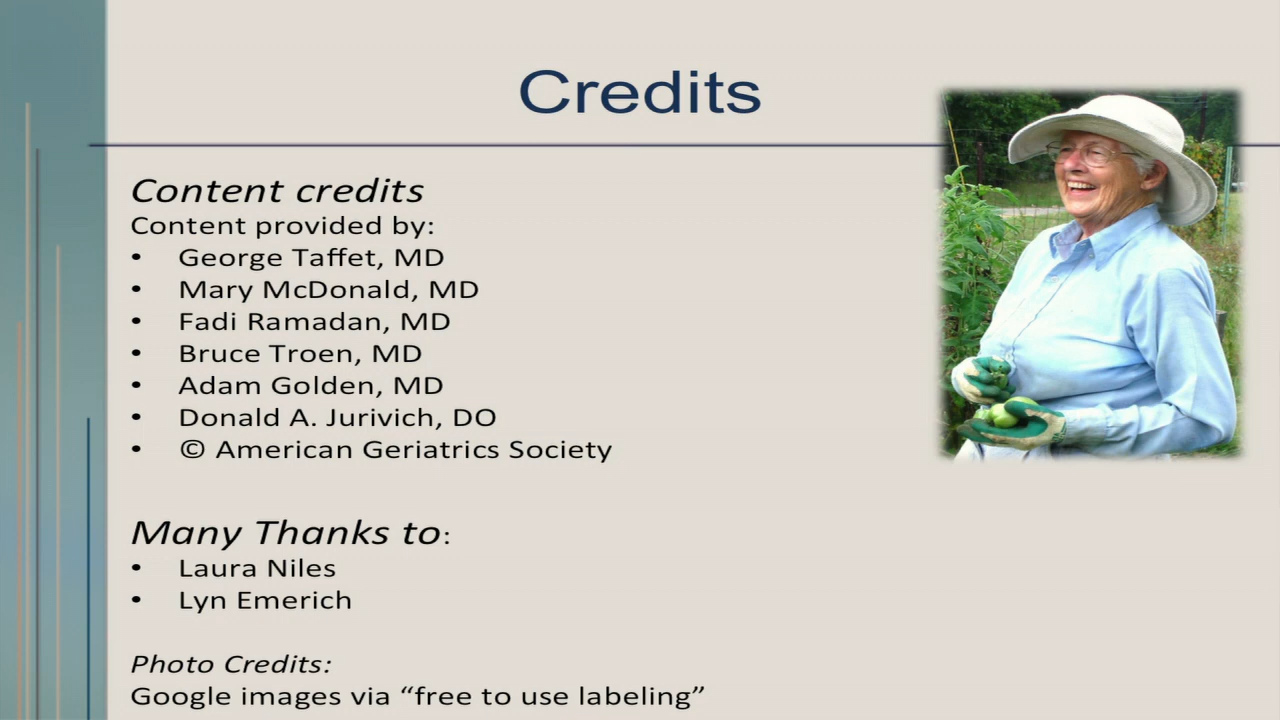 Credits
Content credits
Content provided by:
• George Taffet, MD
• Mary McDonald, MD
• Fadi Ramadan, MD
• Bruce Troen, MD
• Adam Golden, MD
• Donald A. Jurivich, DO
• © American Geriatrics Society
Many Thanks to:
• Laura Niles
• Lyn Emerich
Photo Credits:
Google images via “free to use labeling”